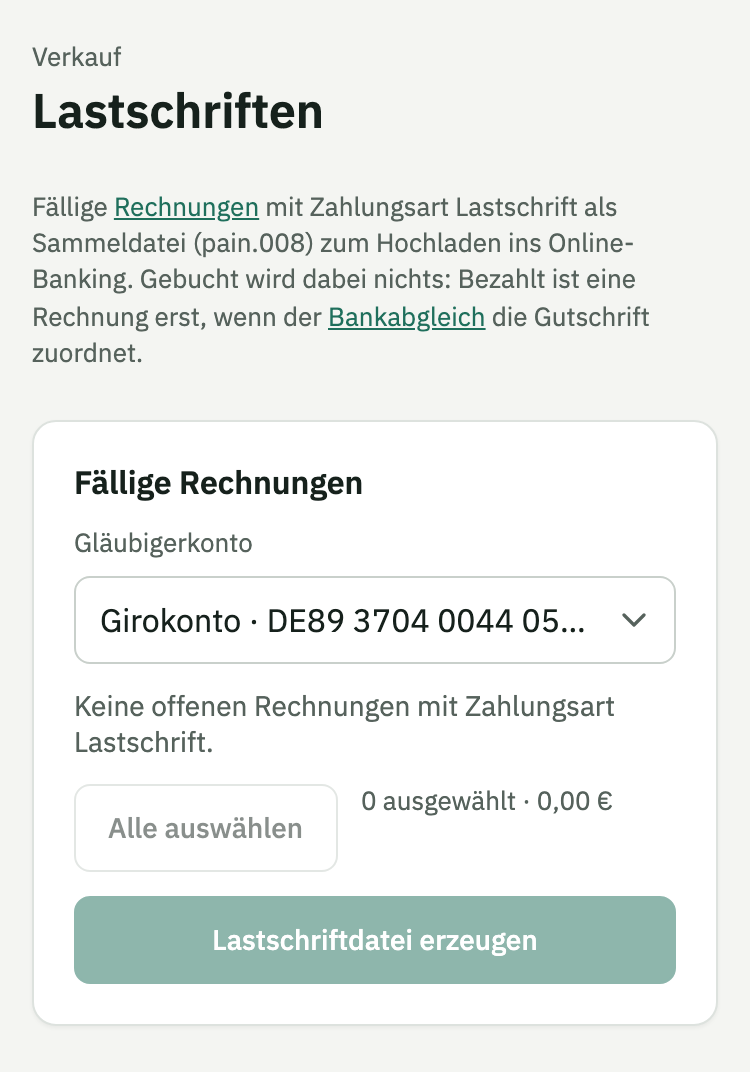 Verkauf
Lastschriften
Fällige Rechnungen mit Zahlungsart Lastschrift als
Sammeldatei (pain.008) zum Hochladen ins Online-
Banking. Gebucht wird dabei nichts: Bezahlt ist eine
Rechnung erst, wenn der Bankabgleich die Gutschrift
zuordnet.
Fällige Rechnungen
Gläubigerkonto
Girokonto · DE89 3704 0044 05...
Keine offenen Rechnungen mit Zahlungsart
Lastschrift.
Alle auswählen
0 ausgewählt · 0,00 €
Lastschriftdatei erzeugen